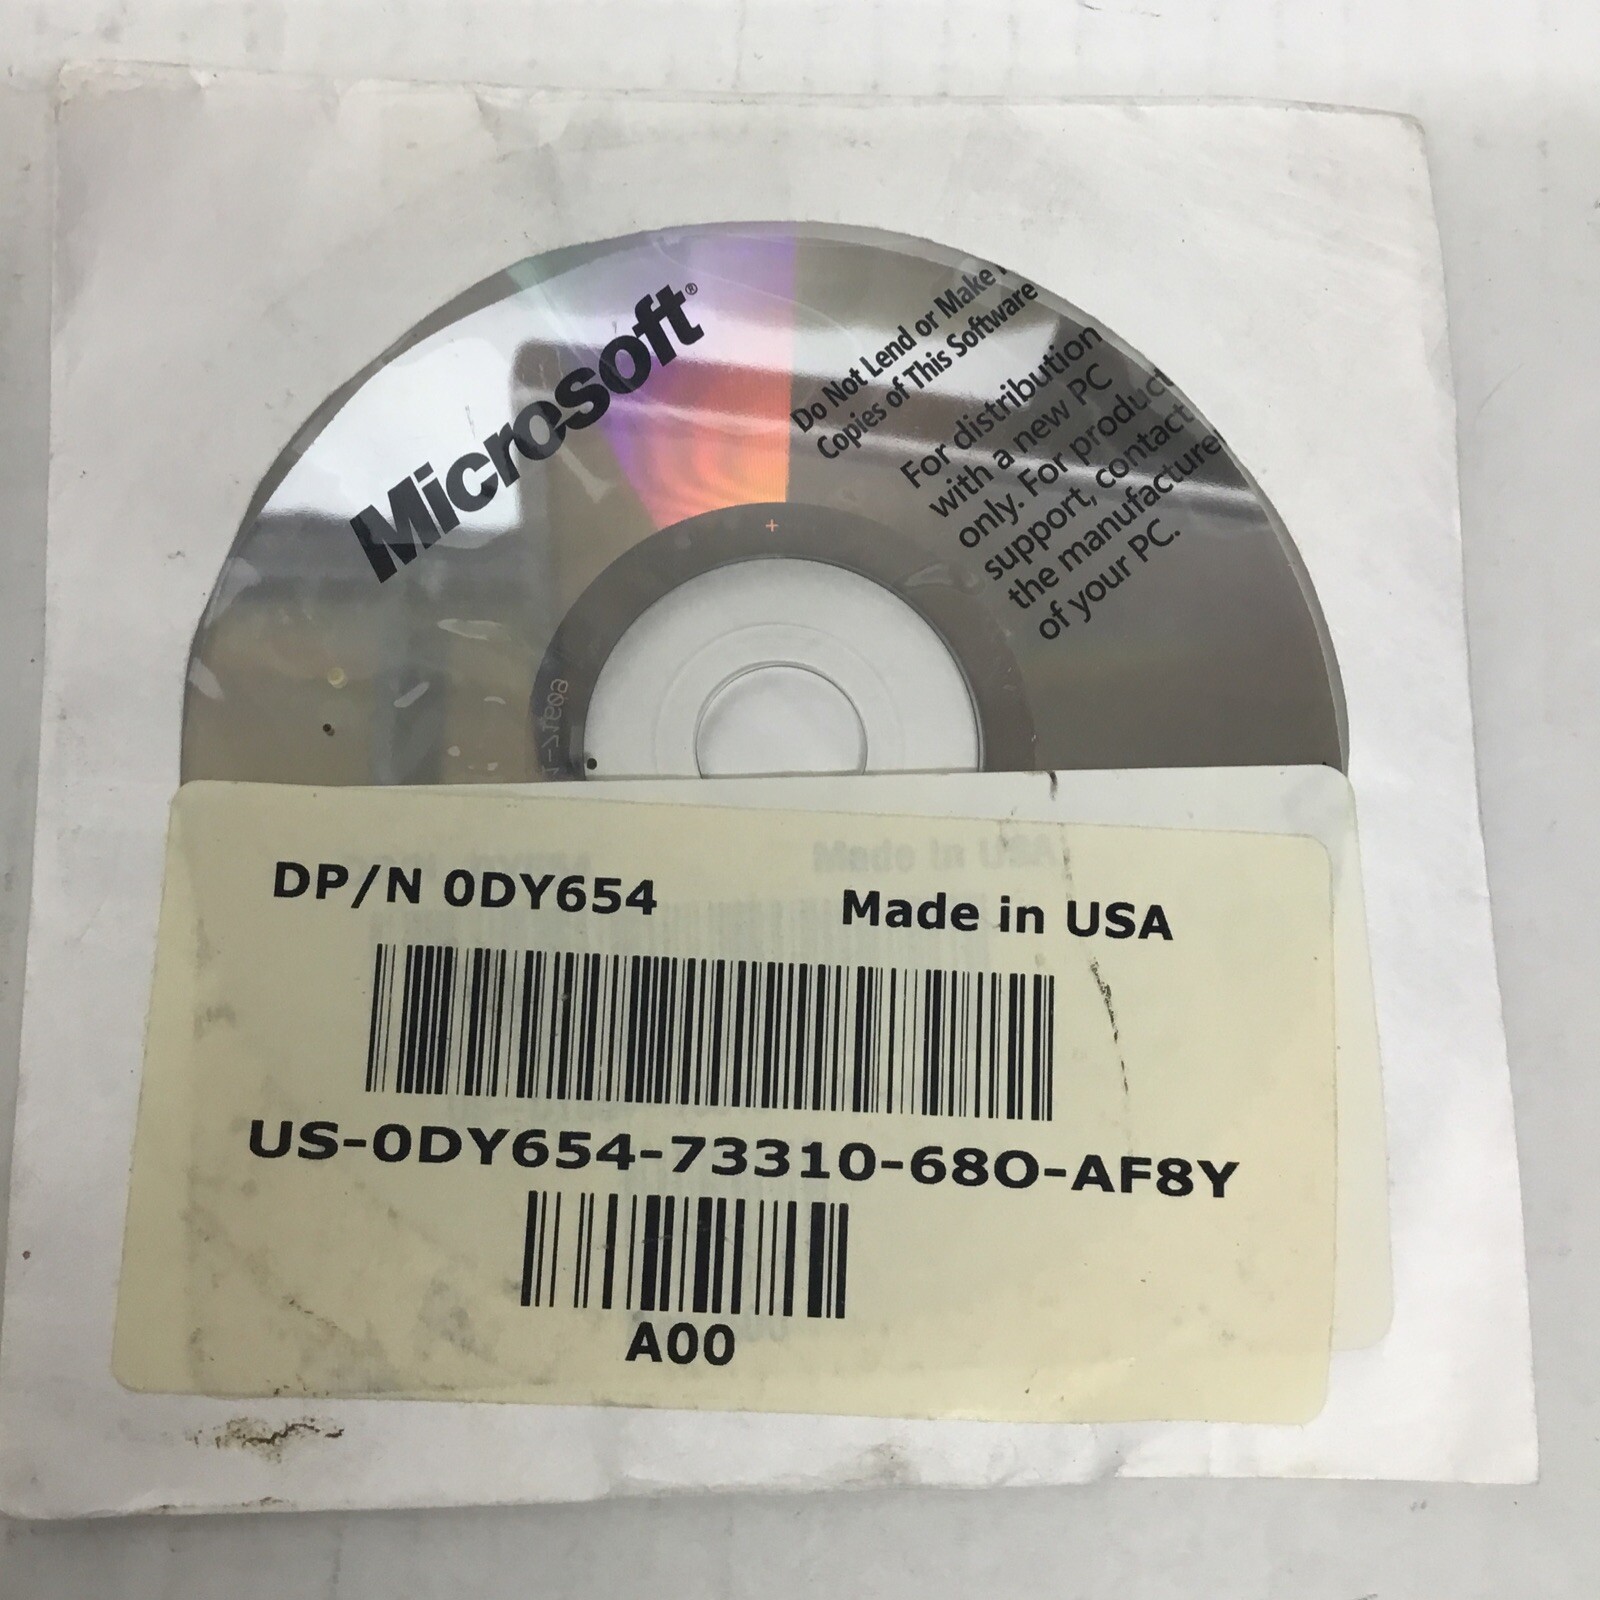 Microsoft®
Do Not Lend or Make
Copies of This Software
For distribution
with a new PC
only. For product
support, contact
the manufacturer
of your PC.
DP/N 0DY654
Made in USA
US-0DY654-73310-68O-AF8Y
A00